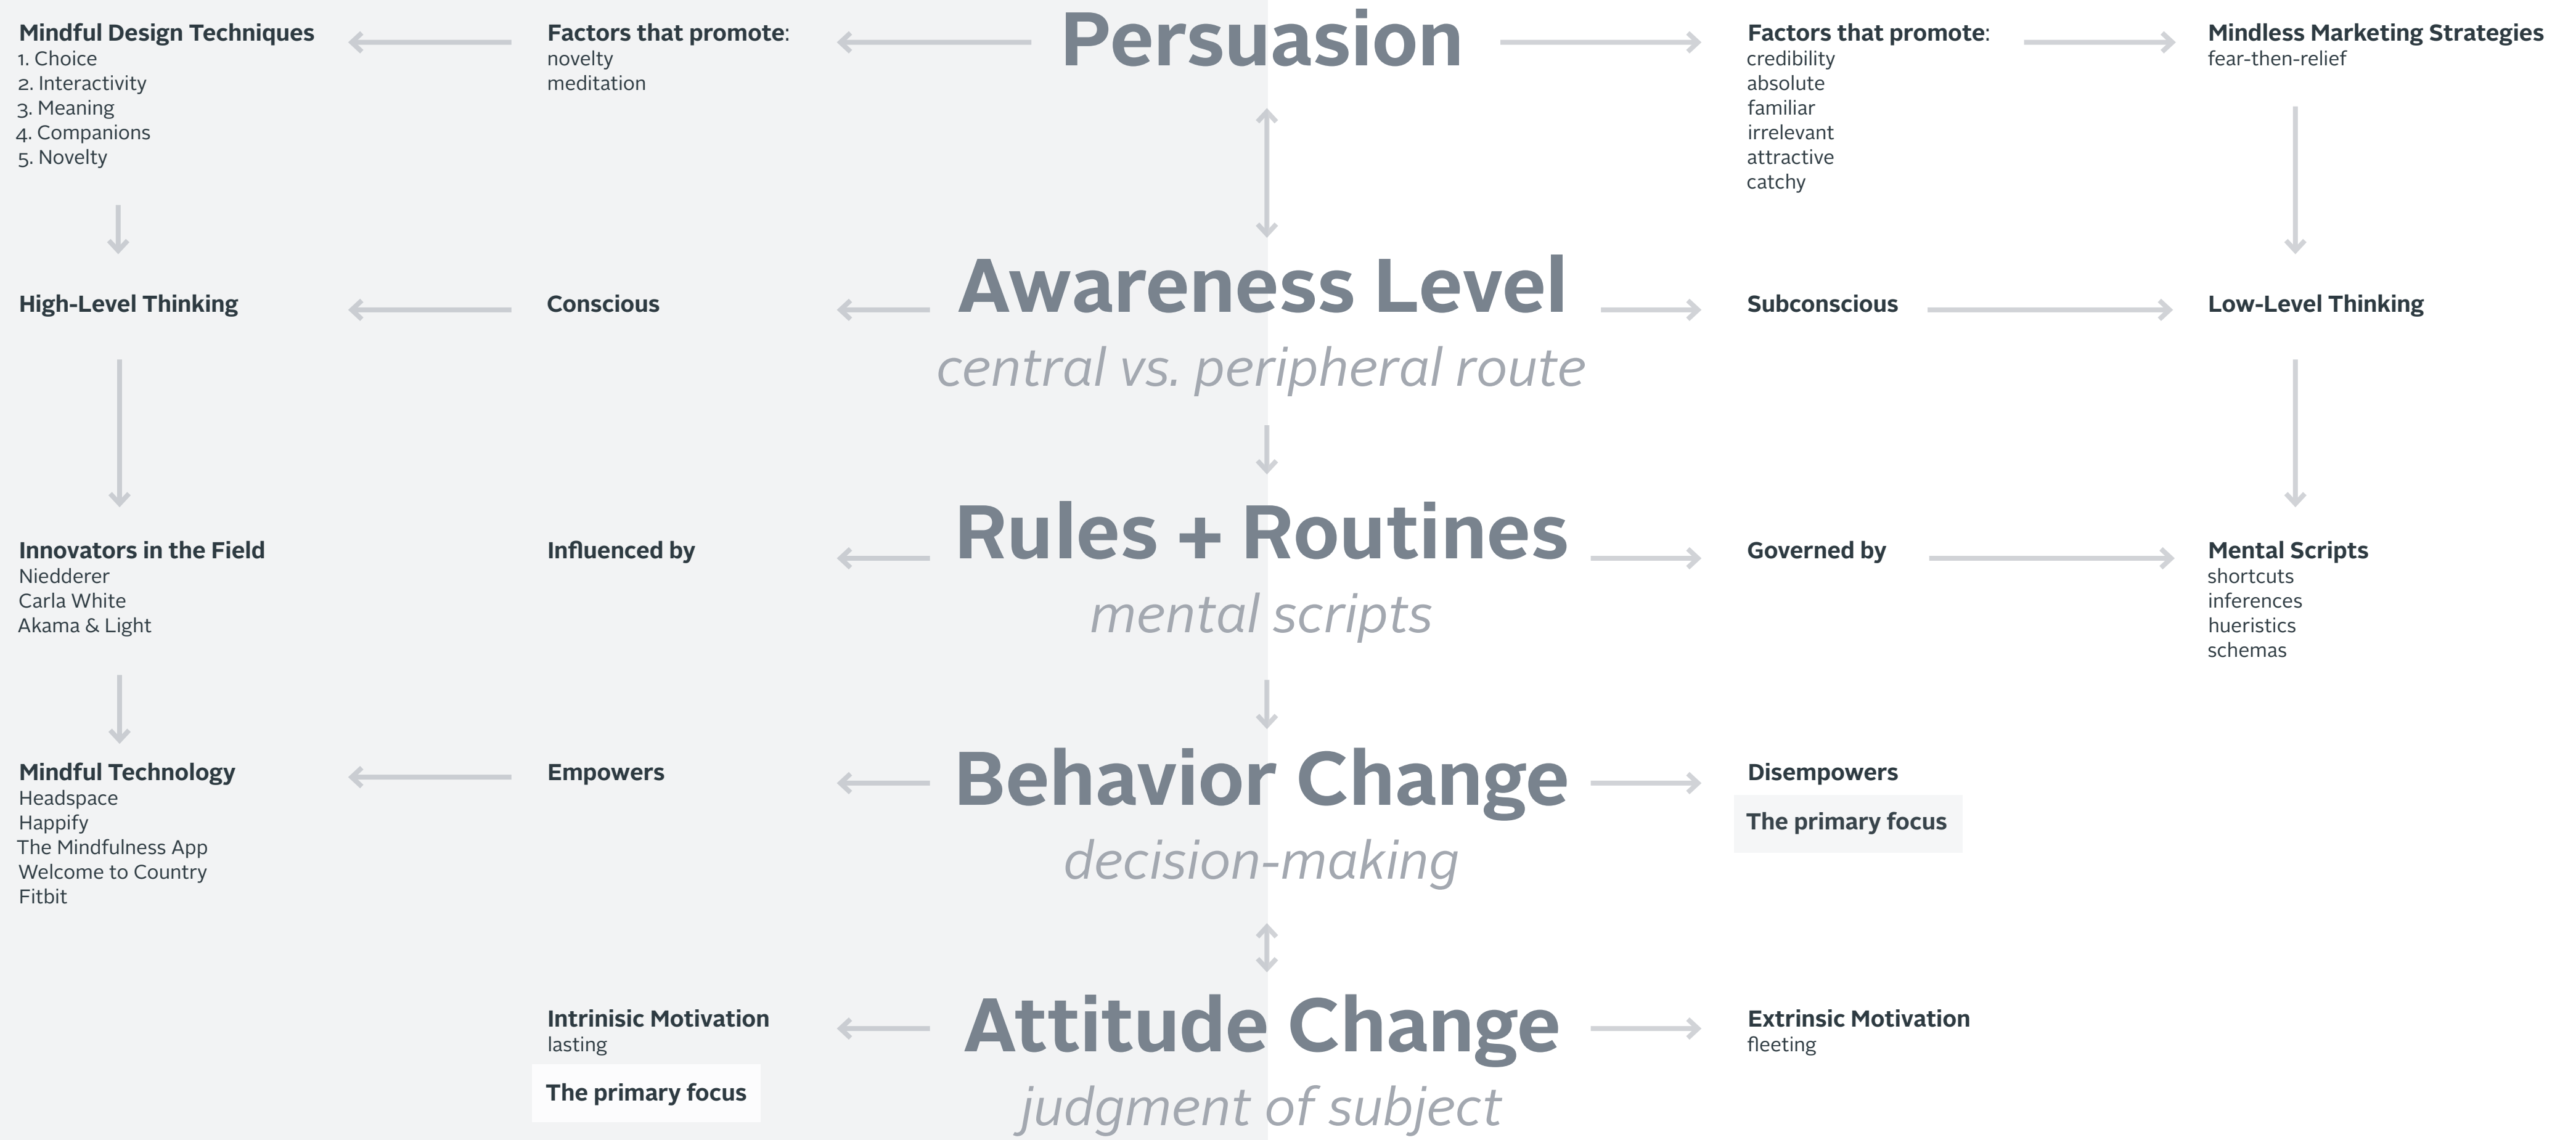 Persuasion
Mindful Design Techniques
1. Choice
2. Interactivity
3. Meaning
4. Companions
5. Novelty
Factors that promote:
novelty
meditation
Factors that promote:
credibility
absolute
familiar
irrelevant
attractive
catchy
Mindless Marketing Strategies
fear-then-relief
High-Level Thinking
Conscious
Awareness Level
central vs. peripheral route
Subconscious
Low-Level Thinking
Innovators in the Field
Niedderer
Carla White
Akama & Light
Influenced by
Rules + Routines
mental scripts
Governed by
Mental Scripts
shortcuts
inferences
hueristics
schemas
Mindful Technology
Headspace
Happify
The Mindfulness App
Welcome to Country
Fitbit
Empowers
Behavior Change
decision-making
Disempowers
The primary focus
Intrinisic Motivation
lasting
The primary focus
Attitude Change
judgment of subject
Extrinsic Motivation
fleeting